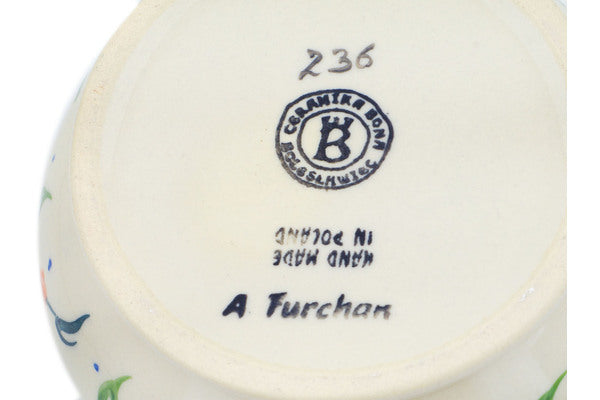 236
CERAMIKA BONA
B
BOLESŁAWIEC
HAND MADE
IN POLAND
A Furchan